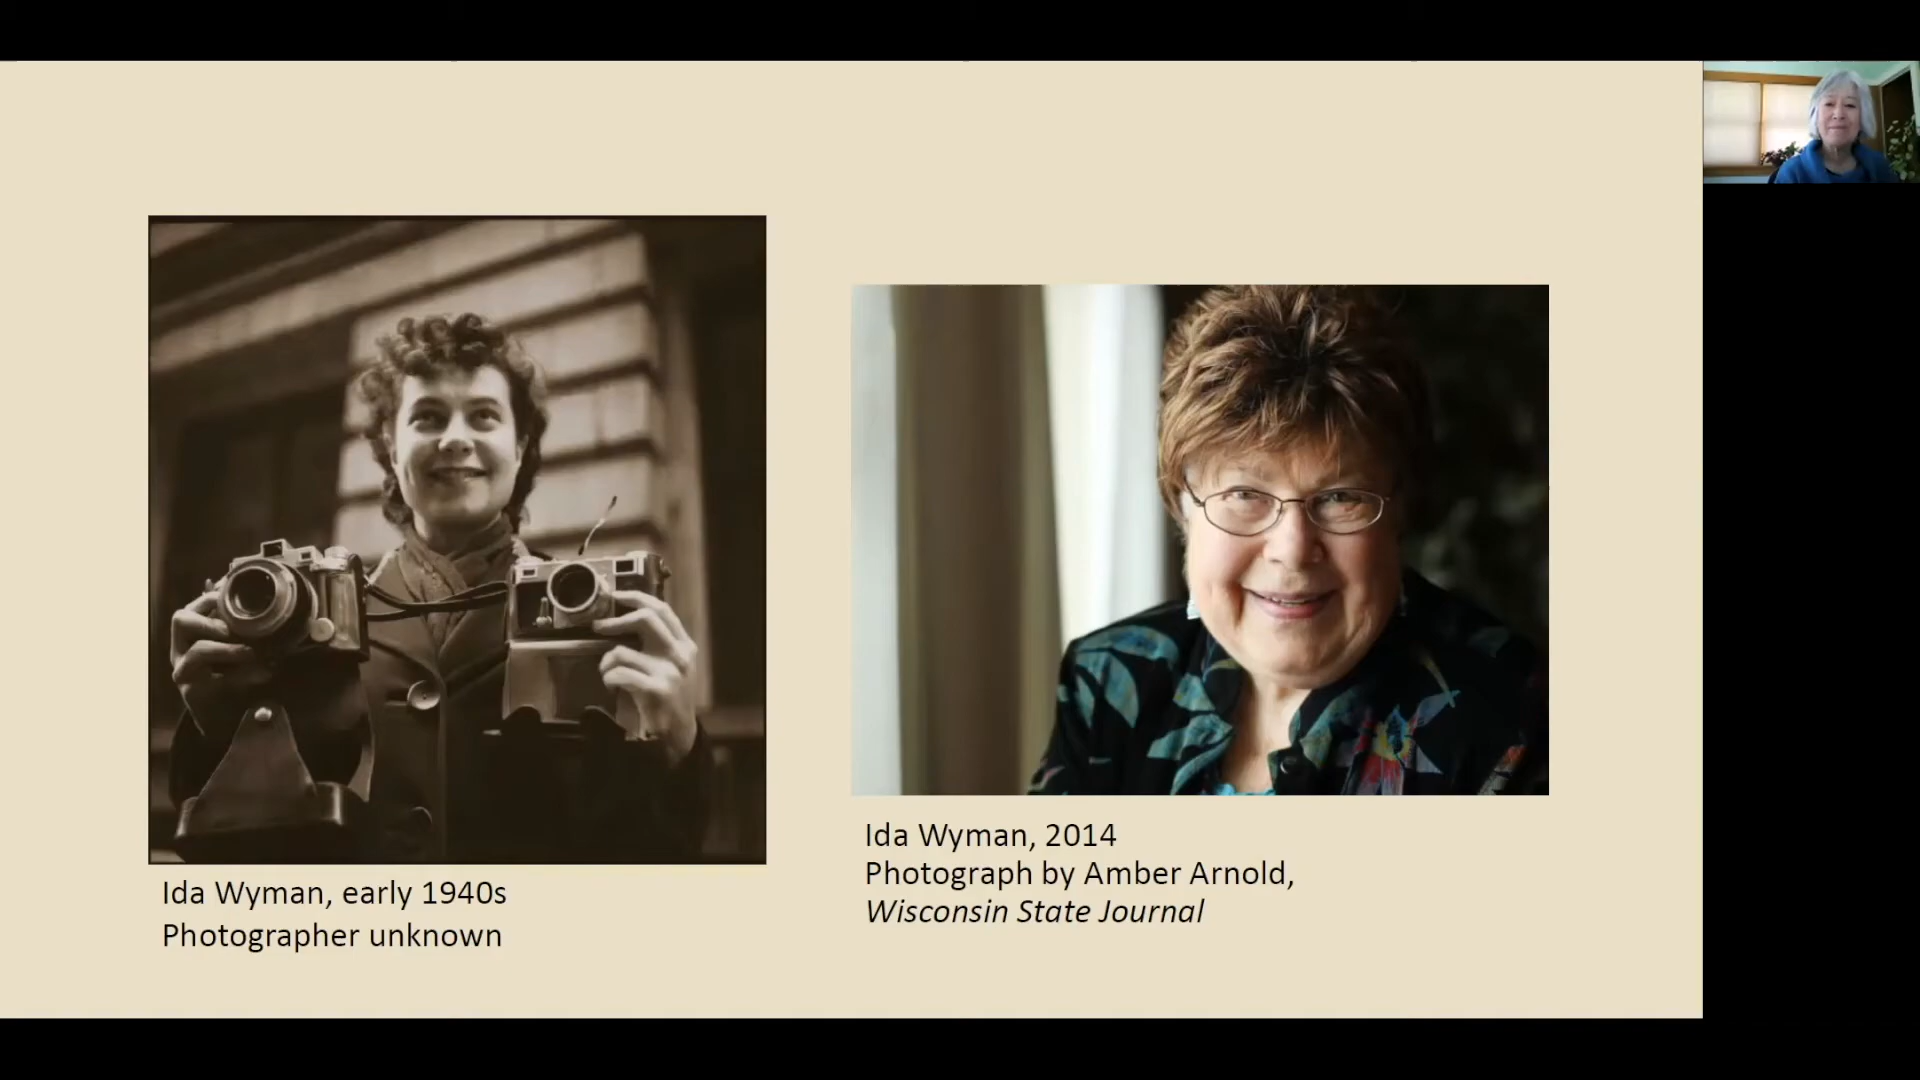 Ida Wyman, early 1940s
Photographer unknown
Ida Wyman, 2014
Photograph by Amber Arnold,
Wisconsin State Journal